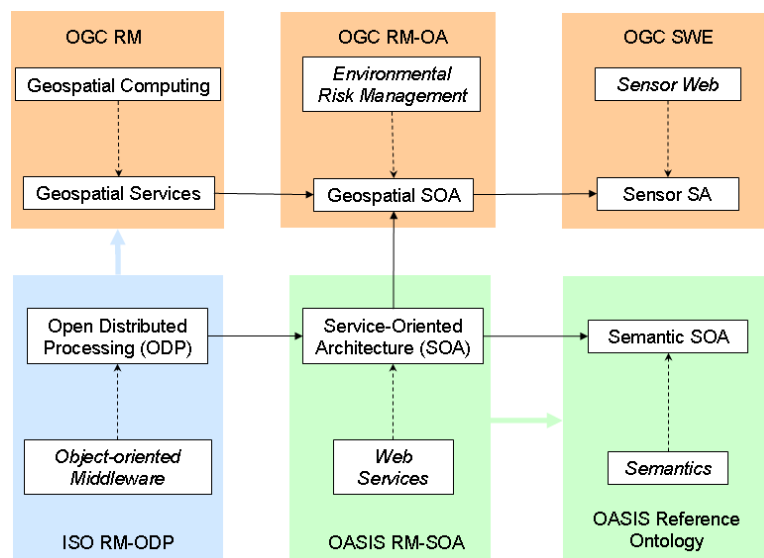 OGC RM
Geospatial Computing
Geospatial Services
OGC RM-OA
Environmental
Risk Management
Geospatial SOA
OGC SWE
Sensor Web
Sensor SA
Open Distributed
Processing (ODP)
Object-oriented
Middleware
ISO RM-ODP
Service-Oriented
Architecture (SOA)
Web
Services
OASIS RM-SOA
Semantic SOA
Semantics
OASIS Reference
Ontology